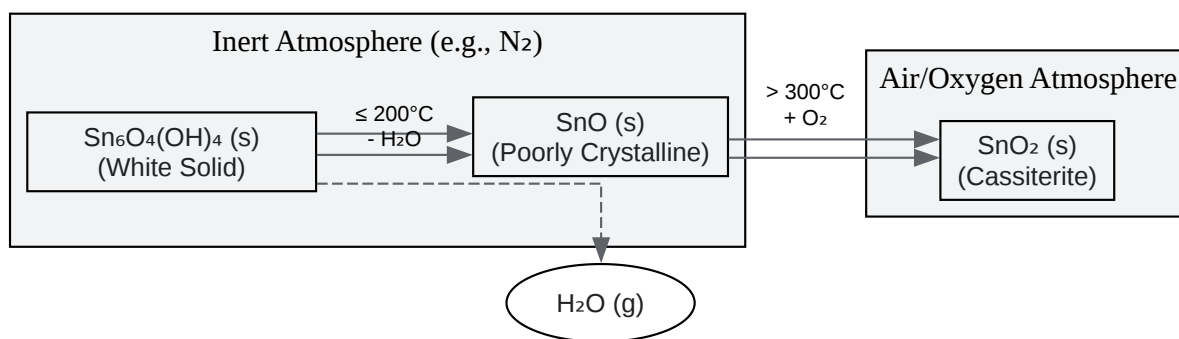 Inert Atmosphere (e.g., N₂)
Sn₆O₄(OH)₄ (s)
(White Solid)
≤ 200°C
- H₂O
SnO (s)
(Poorly Crystalline)
> 300°C
+ O₂
Air/Oxygen Atmosphere
SnO₂ (s)
(Cassiterite)
H₂O (g)